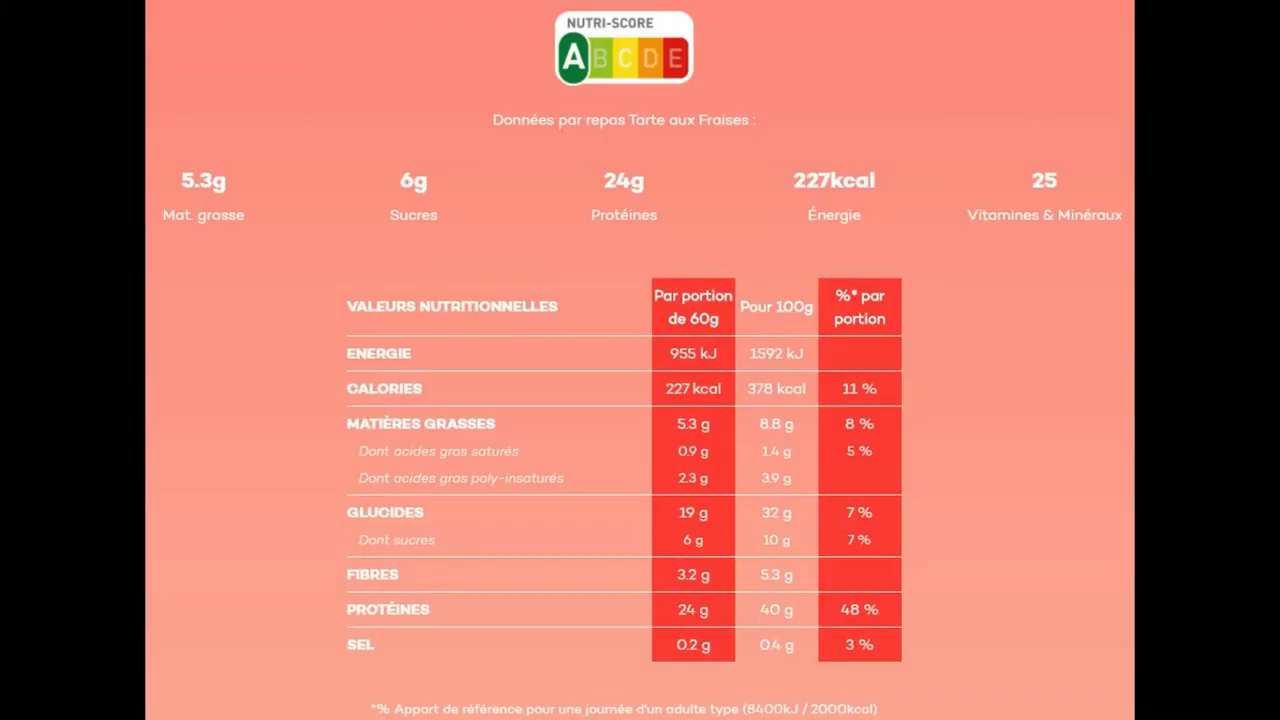 NUTRI-SCORE
A B C D E
Données par repas Tarte aux Fraises :
5.3g 6g 24g 227kcal 25
Mat. grasse Sucres Protéines Énergie Vitamines & Minéraux
VALEURS NUTRITIONNELLES Par portion de 60g Pour 100g %* par portion
ENERGIE 955 kJ 1592 kJ
CALORIES 227 kcal 378 kcal 11 %
MATIÈRES GRASSES 5.3 g 8.8 g 8 %
Dont acides gras saturés 0.9 g 1.4 g 5 %
Dont acides gras poly-insaturés 2.3 g 3.9 g
GLUCIDES 19 g 32 g 7 %
Dont sucres 6 g 10 g 7 %
FIBRES 3.2 g 5.3 g
PROTÉINES 24 g 40 g 48 %
SEL 0.2 g 0.4 g 3 %
*% Appart de référence pour une journée d'un adulte type (8400kJ / 2000kcal)